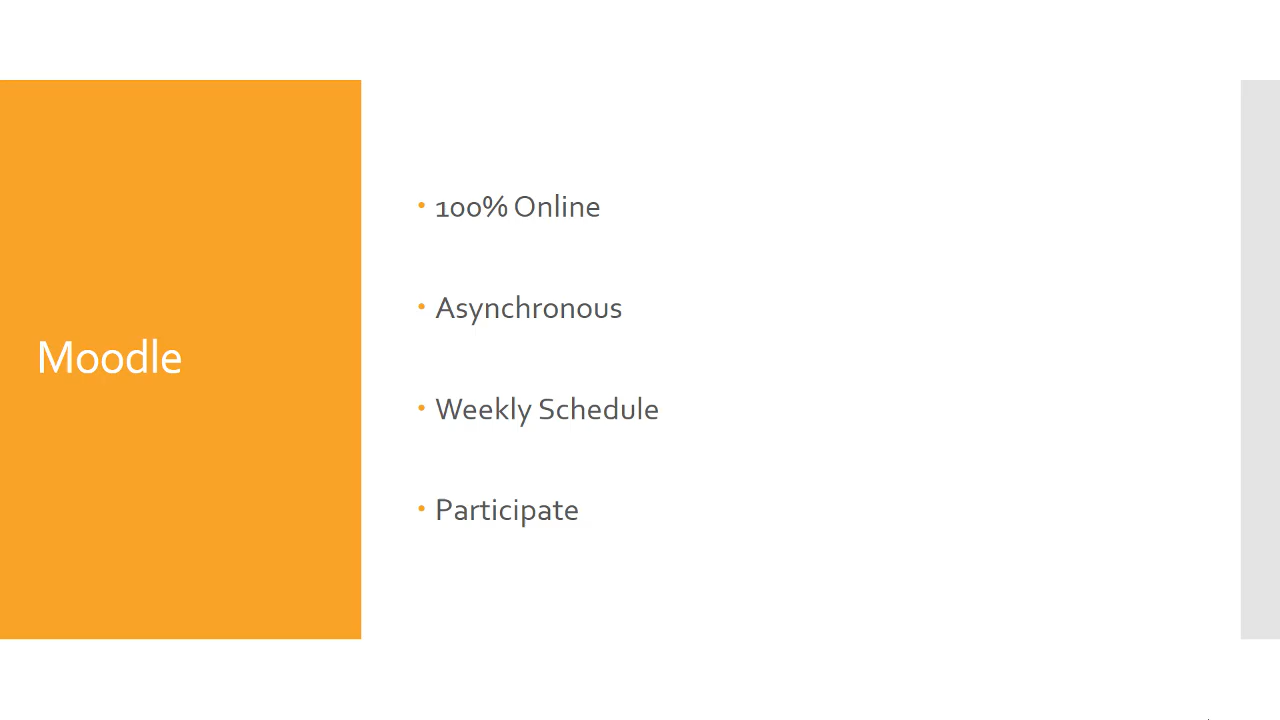 Moodle
100% Online
Asynchronous
Weekly Schedule
Participate